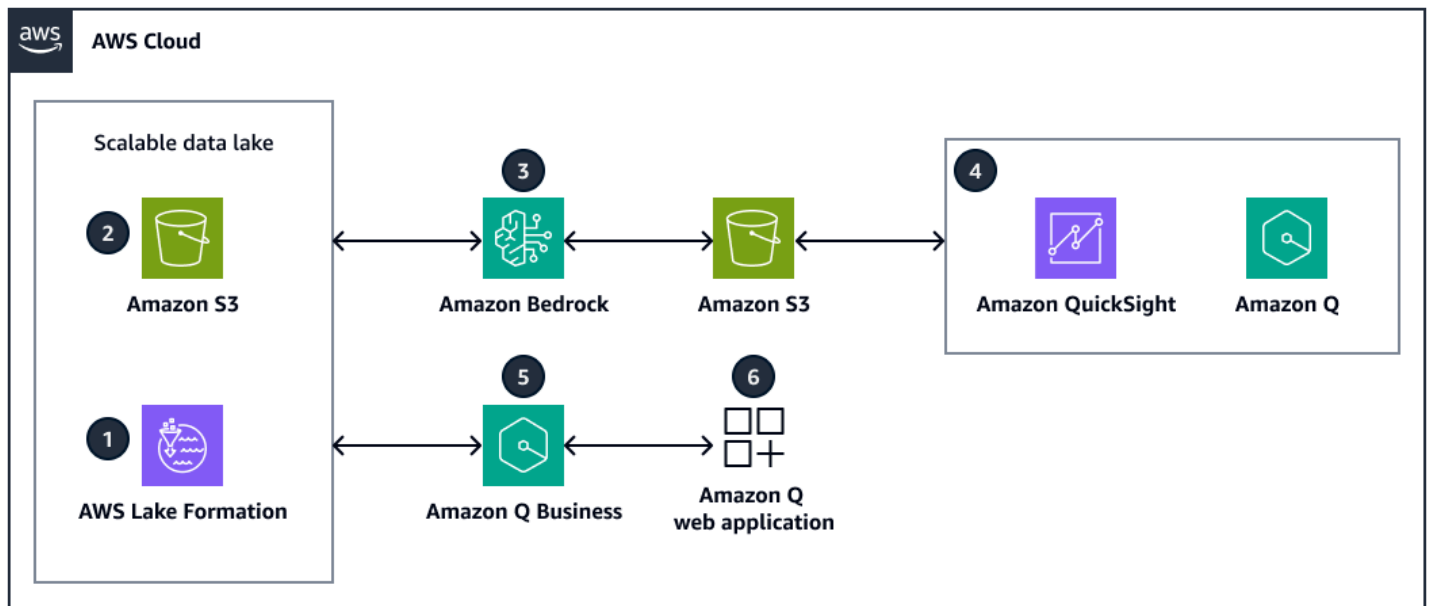 aws
AWS Cloud
Scalable data lake
2
Amazon S3
1
AWS Lake Formation
3
Amazon Bedrock
Amazon S3
4
Amazon QuickSight
Amazon Q
5
Amazon Q Business
6
Amazon Q
web application